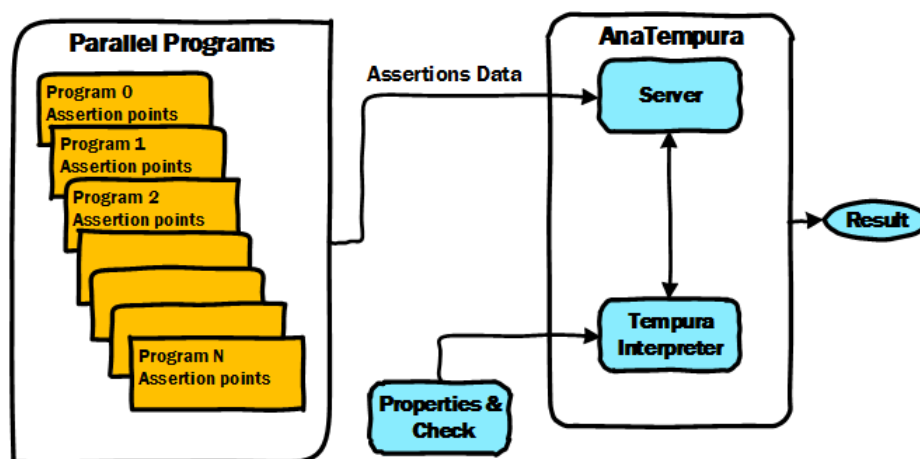 Parallel Programs
Program 0
Assertion points
Program 1
Assertion points
Program 2
Assertion points
Program N
Assertion points
Assertions Data
AnaTempura
Server
Tempura
Interpreter
Properties &
Check
Result